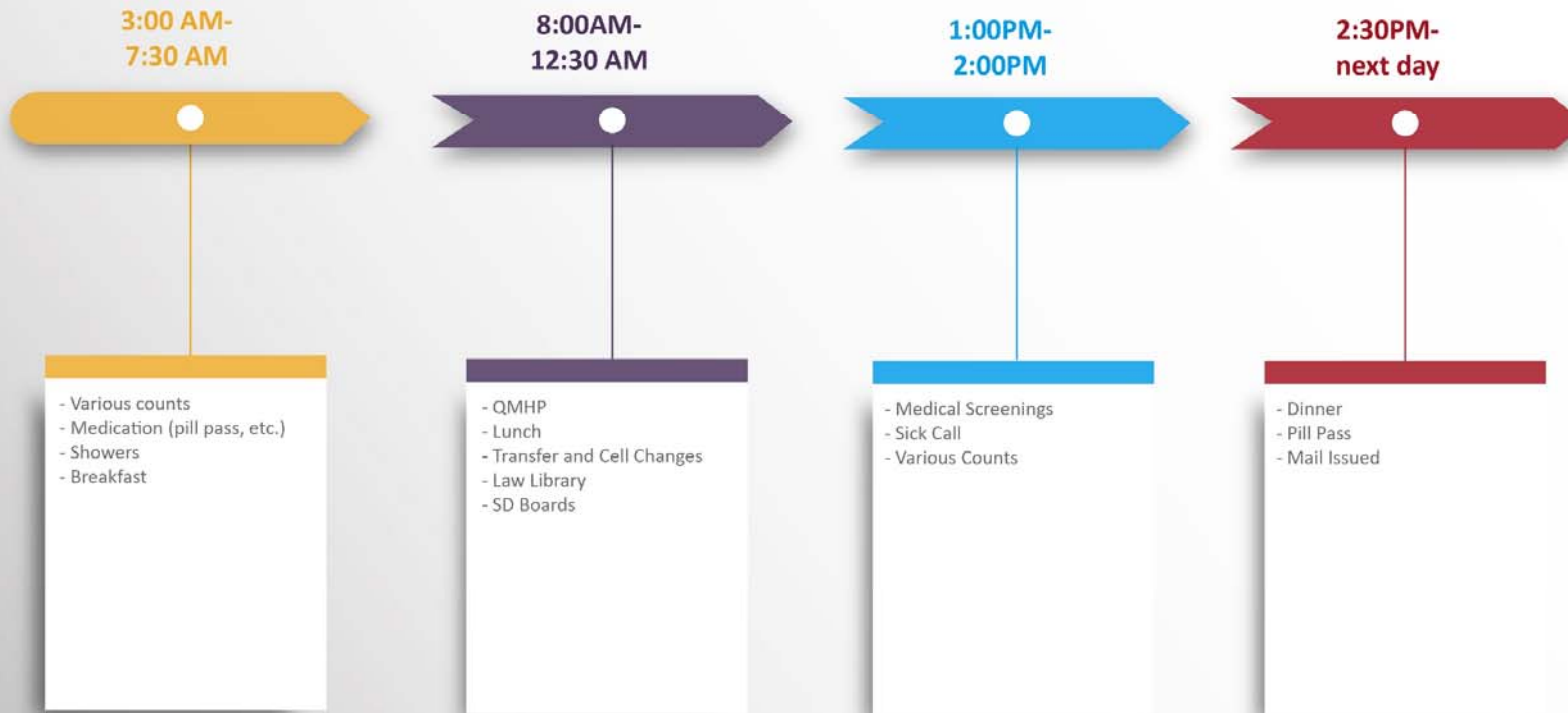 3:00 AM-
7:30 AM
- Various counts
- Medication (pill pass, etc.)
- Showers
- Breakfast
8:00AM-
12:30 AM
- QMHP
- Lunch
- Transfer and Cell Changes
- Law Library
- SD Boards
1:00PM-
2:00PM
- Medical Screenings
- Sick Call
- Various Counts
2:30PM-
next day
- Dinner
- Pill Pass
- Mail Issued